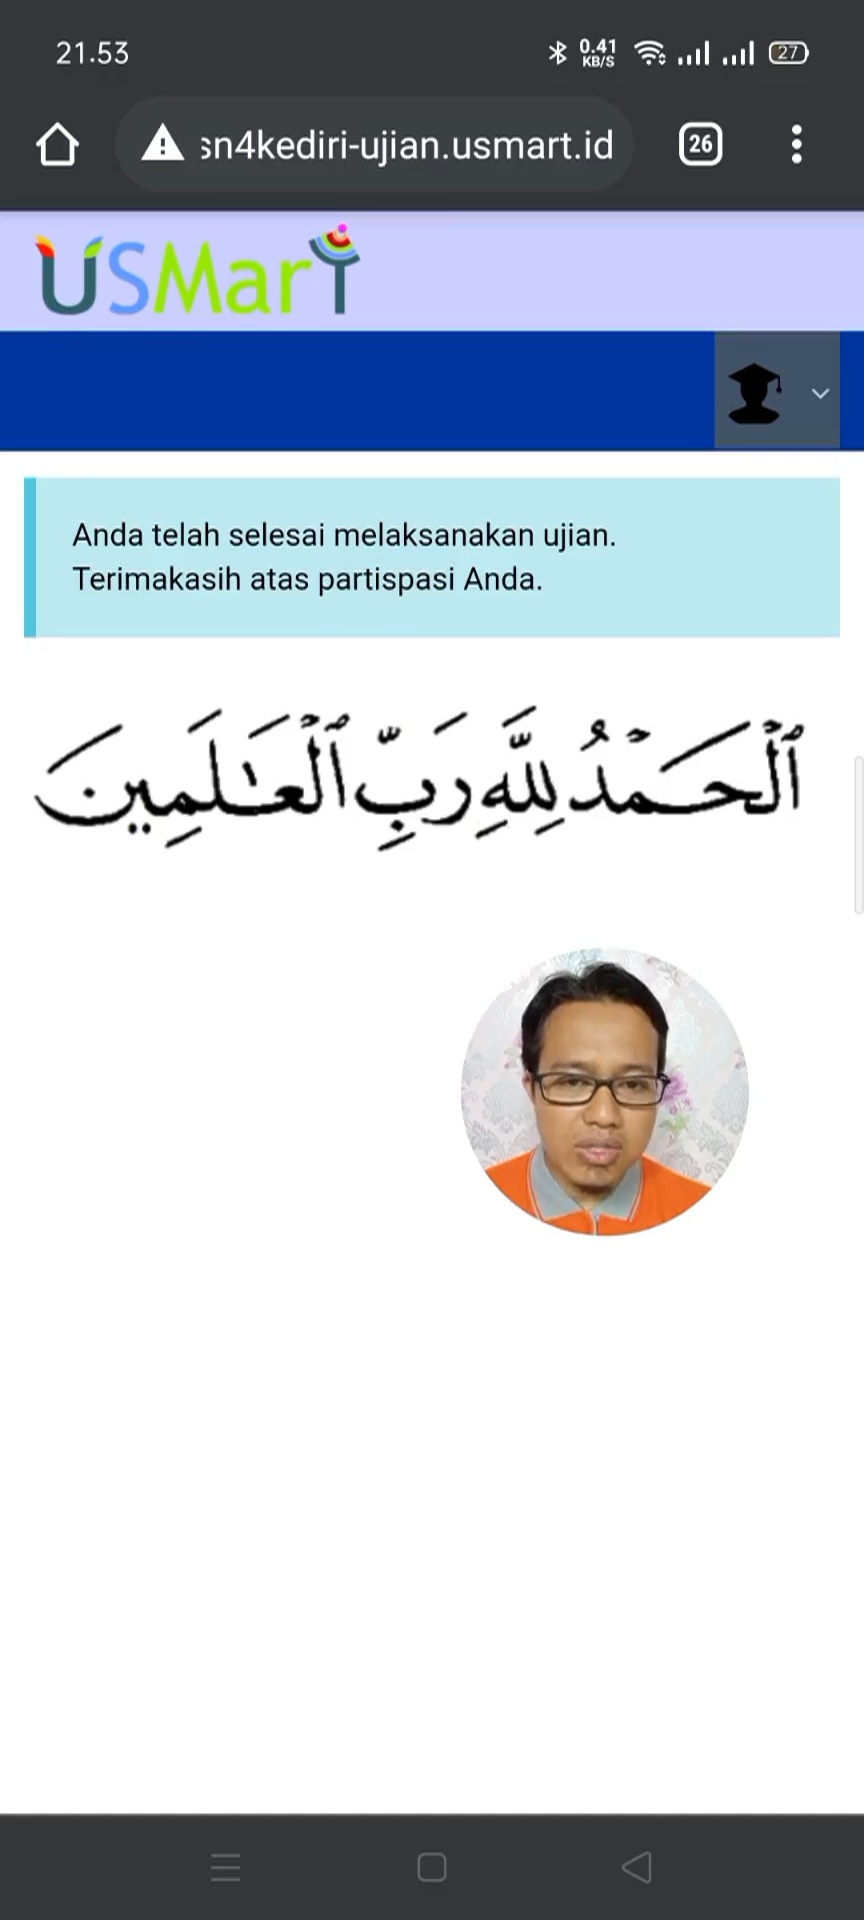 21.53
0.41
KB/S
27
sn4kediri-ujian.usmart.id
26
USMarT
Anda telah selesai melaksanakan ujian.
Terimakasih atas partispasi Anda.
ٱلْحَمْدُ لِلَّهِ رَبِّ ٱلْعَـٰلَمِينَ